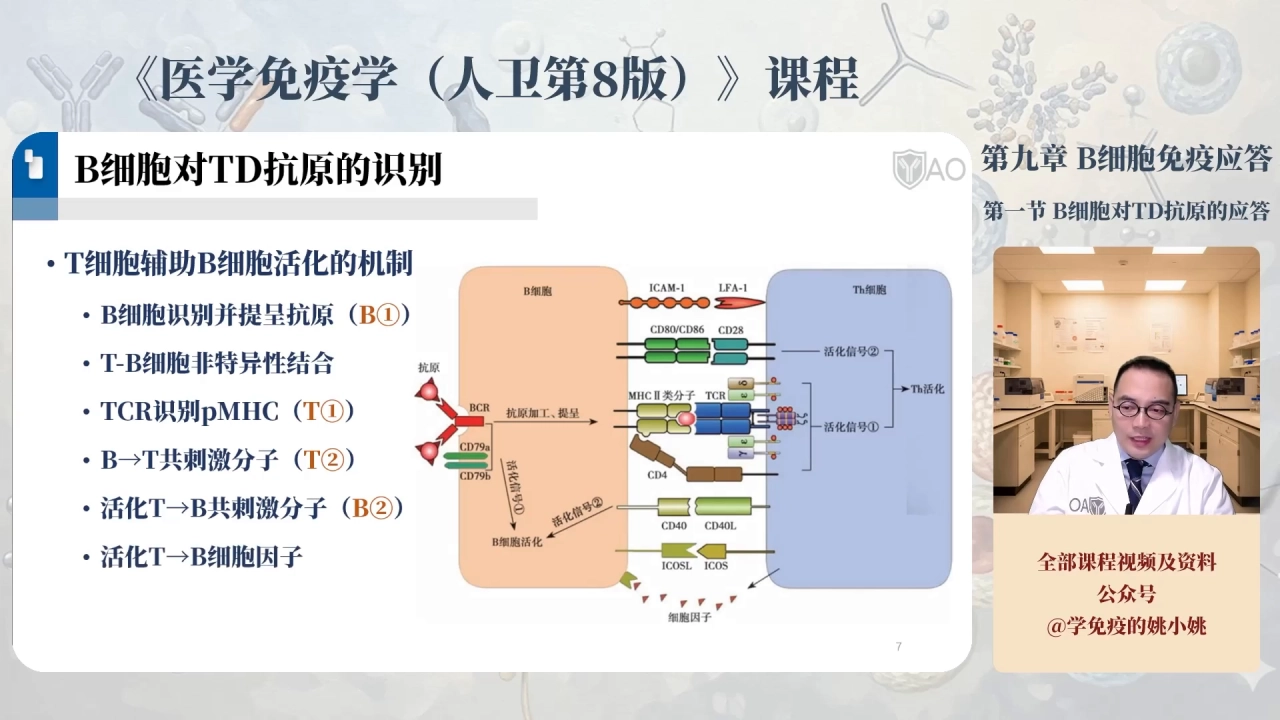 《医学免疫学（人卫第8版）》课程
B细胞对TD抗原的识别
AO
第九章 B细胞免疫应答
第一节 B细胞对TD抗原的应答
• T细胞辅助B细胞活化的机制
• B细胞识别并提呈抗原（B①）
• T-B细胞非特异性结合
• TCR识别pMHC（T①）
• B→T共刺激分子（T②）
• 活化T→B共刺激分子（B②）
• 活化T→B细胞因子
B细胞
ICAM-1
LFA-1
Th细胞
CD80/CD86
CD28
活化信号②
抗原
MHCⅡ类分子
TCR
δ
ε
Th活化
BCR
抗原加工、提呈
活化信号①
CD79a
CD79b
ε
γ
CD4
活化信号①
活化信号②
CD40
CD40L
B细胞活化
ICOSL
ICOS
细胞因子
7
OA
全部课程视频及资料
公众号
@学免疫的姚小姚